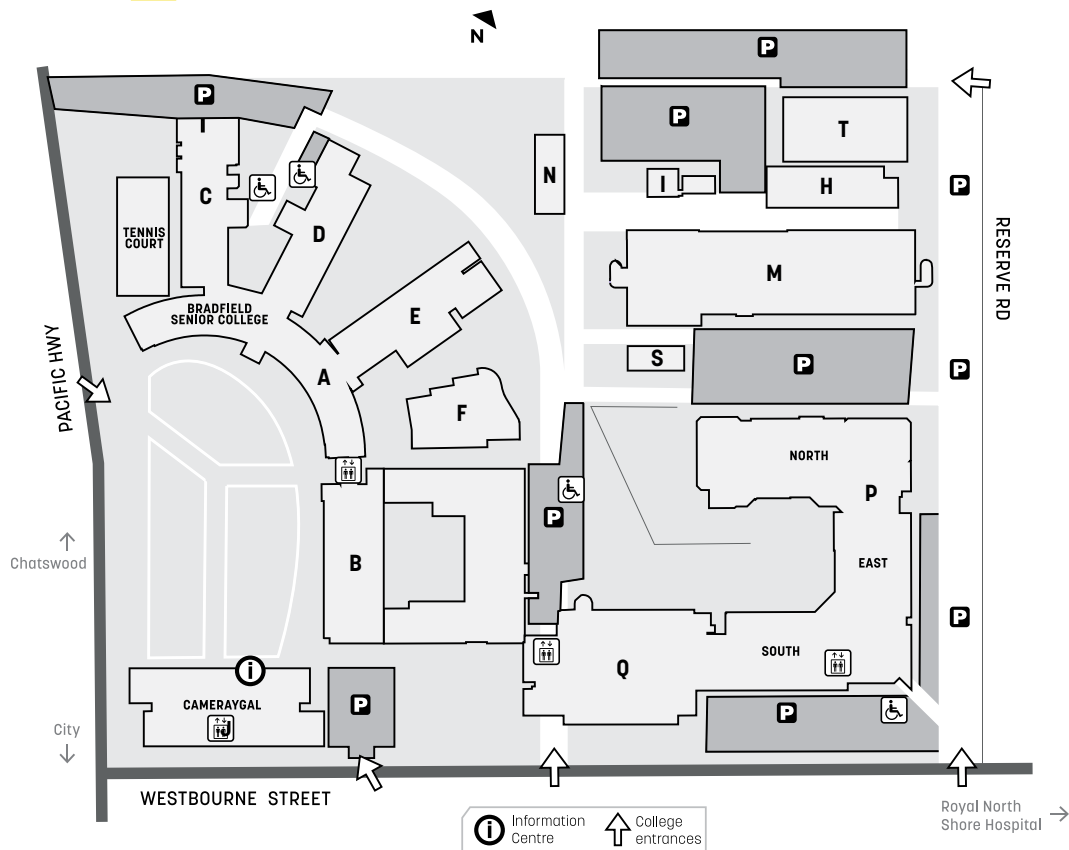 N
P
P
P
T
C
N
I
H
P
TENNIS
COURT
D
RESERVE RD
M
BRADFIELD
SENIOR COLLEGE
E
PACIFIC HWY
S
P
P
A
F
NORTH
P
P
B
EAST
Chatswood
i
P
Q
SOUTH
CAMERAYGAL
P
P
City
WESTBOURNE STREET
i
Information
Centre
College
entrances
Royal North
Shore Hospital